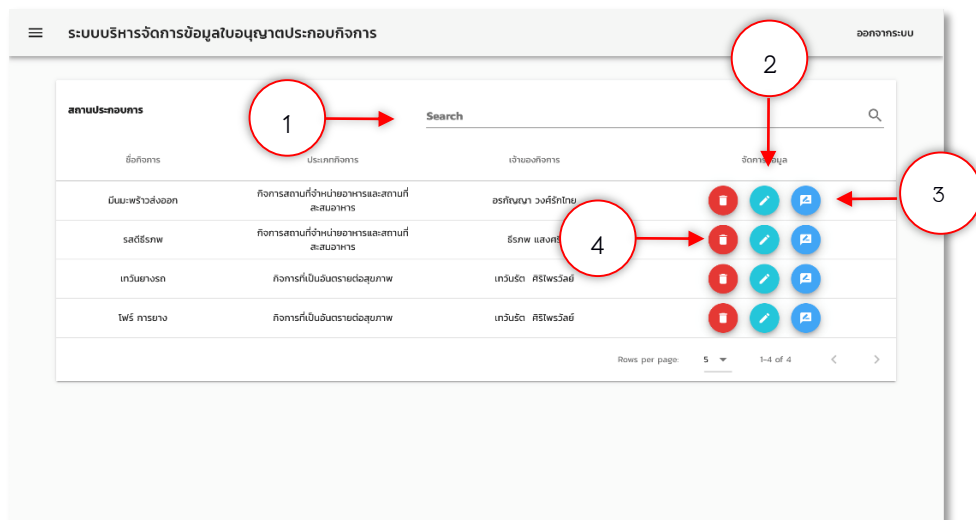 ระบบบริหารจัดการข้อมูลใบอนุญาตประกอบกิจการ
ออกจากระบบ
2
สถานประกอบการ
1
Search
ชื่อกิจการ
ประเภทกิจการ
เจ้าของกิจการ
มีนมะพร้าวส่งออก
กิจการสถานที่จำหน่ายอาหารและสถานที่
สะสมอาหาร
อรกัญญา วงศ์รักไทย
3
รสดีธีรภพ
กิจการสถานที่จำหน่ายอาหารและสถานที่
สะสมอาหาร
ธีรภพ
4
เทวินยางรถ
กิจการที่เป็นอันตรายต่อสุขภาพ
เทวินรัต ศิริไพรวัลย์
โฟร์ การยาง
กิจการที่เป็นอันตรายต่อสุขภาพ
เทวินรัต ศิริไพรวัลย์
Rows per page:
5
1-4 of 4